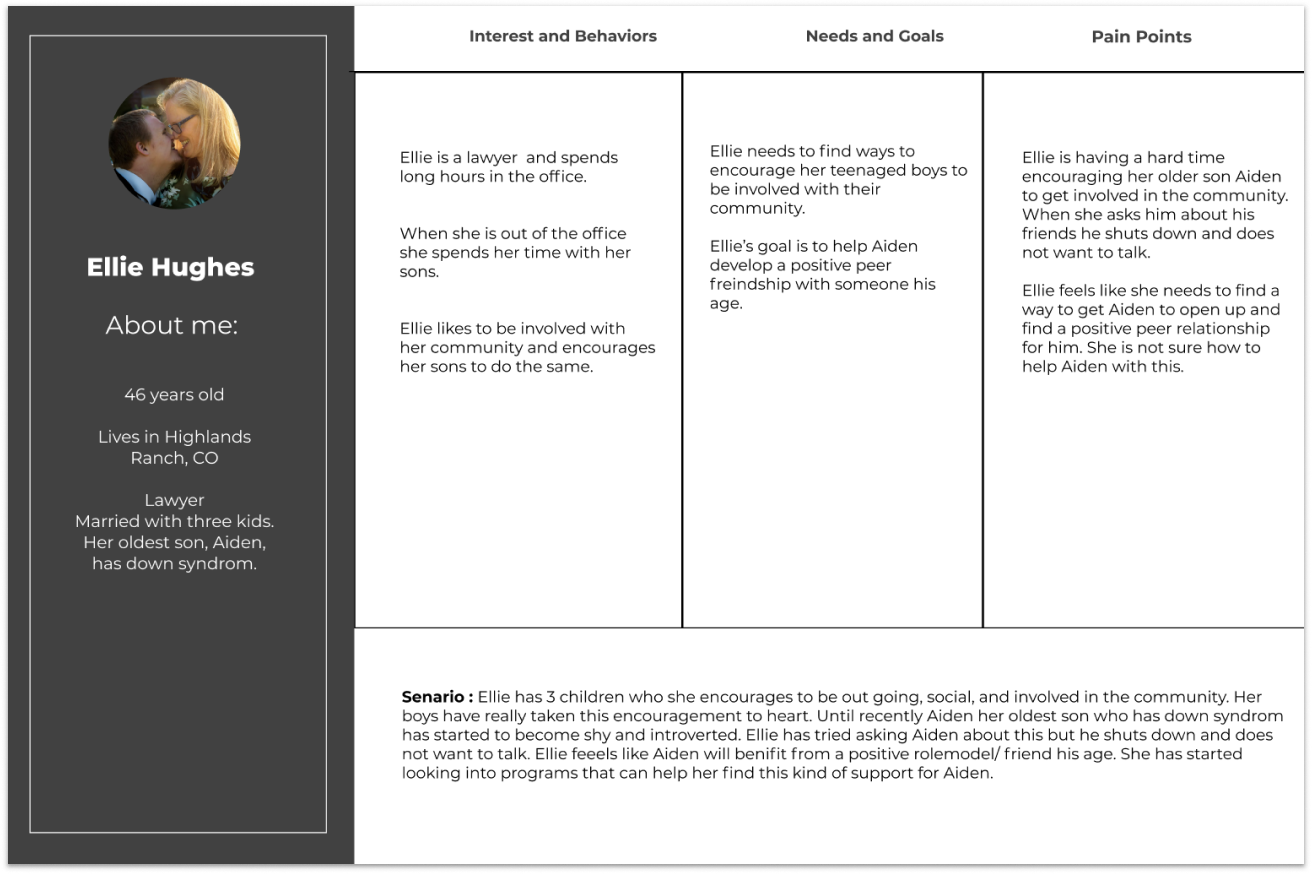 Ellie Hughes
About me:
46 years old
Lives in Highlands
Ranch, CO
Lawyer
Married with three kids.
Her oldest son, Aiden,
has down syndrom.
Interest and Behaviors
Ellie is a lawyer  and spends
long hours in the office.
When she is out of the office
she spends her time with her
sons.
Ellie likes to be involved with
her community and encourages
her sons to do the same.
Needs and Goals
Ellie needs to find ways to
encourage her teenaged boys to
be involved with their
community.
Ellie’s goal is to help Aiden
develop a positive peer
freindship with someone his
age.
Pain Points
Ellie is having a hard time
encouraging her older son Aiden
to get involved in the community.
When she asks him about his
friends he shuts down and does
not want to talk.
Ellie feels like she needs to find a
way to get Aiden to open up and
find a positive peer relationship
for him. She is not sure how to
help Aiden with this.
Senario : Ellie has 3 children who she encourages to be out going, social, and involved in the community. Her
boys have really taken this encouragement to heart. Until recently Aiden her oldest son who has down syndrom
has started to become shy and introverted. Ellie has tried asking Aiden about this but he shuts down and does
not want to talk. Ellie feeels like Aiden will benifit from a positive rolemodel/ friend his age. She has started
looking into programs that can help her find this kind of support for Aiden.